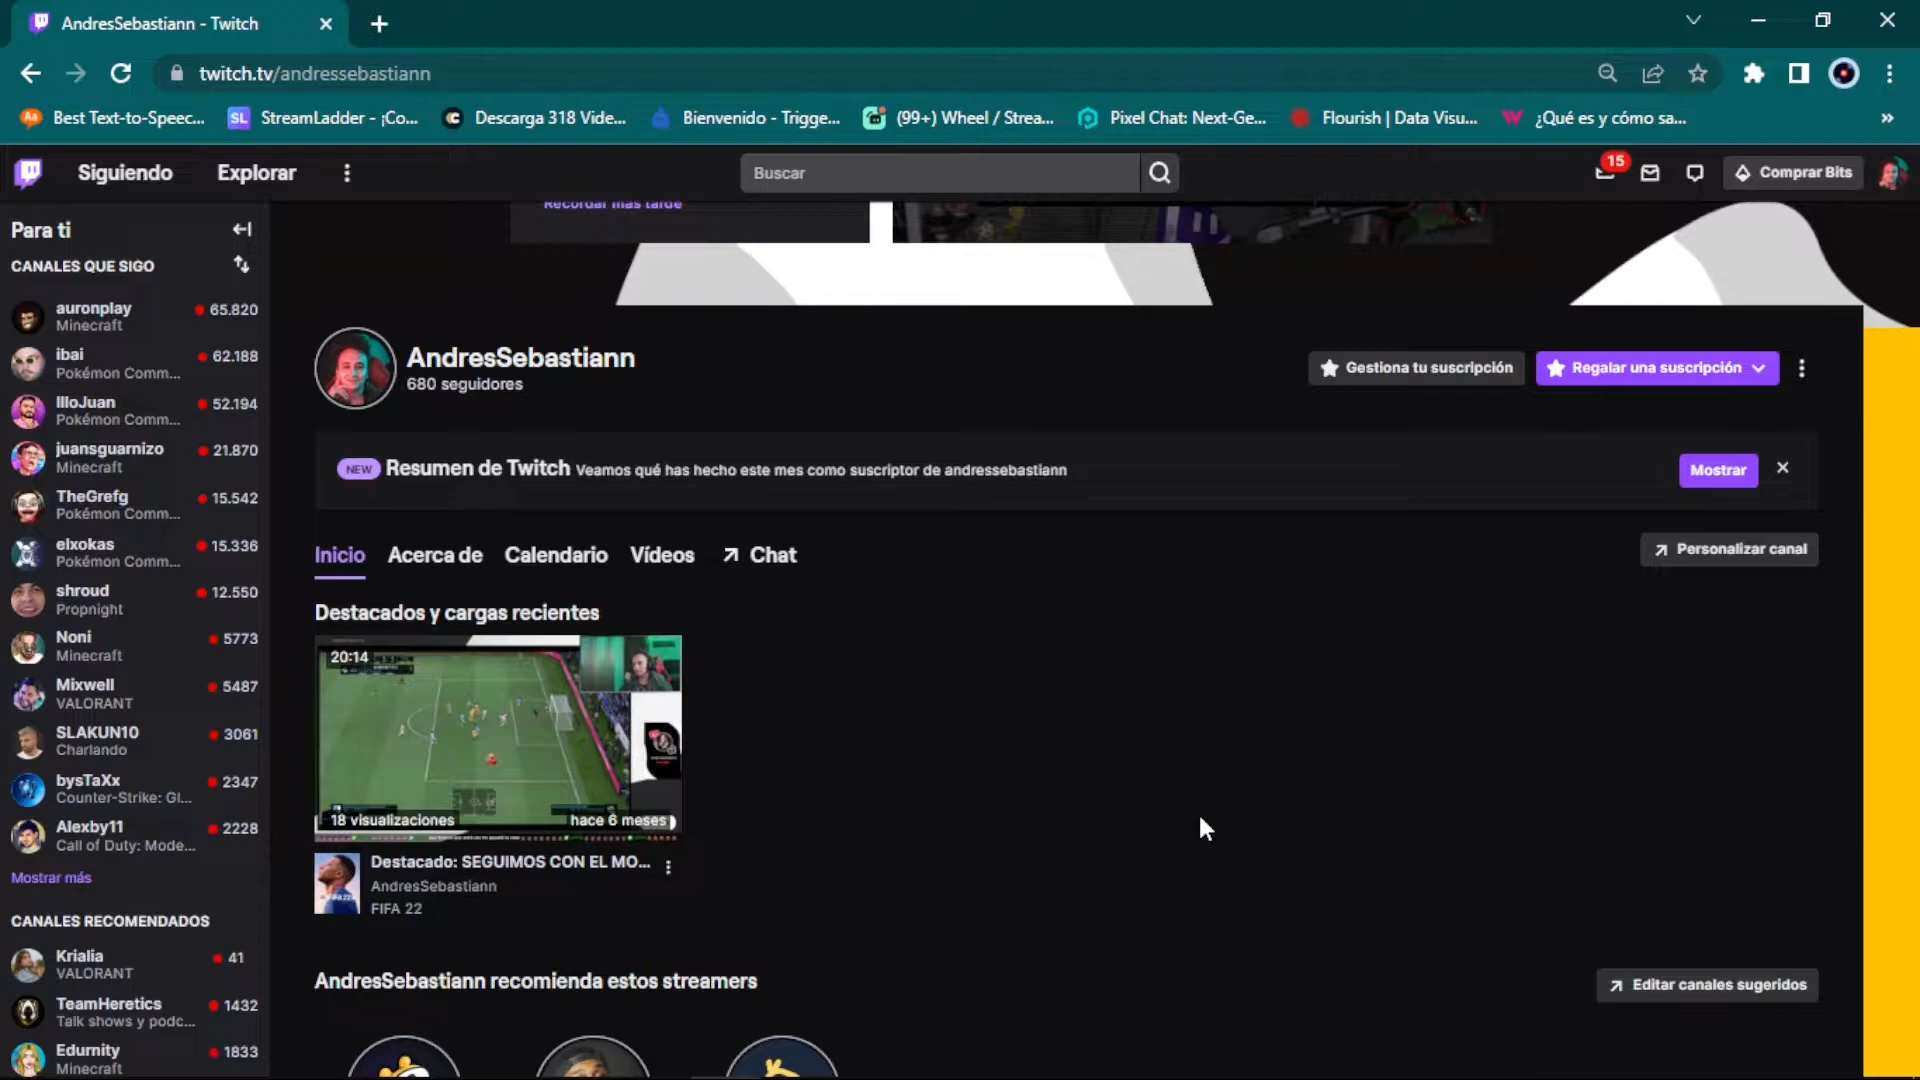 AndresSebastiann - Twitch
twitch.tv/andressebastiann
Aa
Best Text-to-Speec...
SL
StreamLadder - ¡Co...
Descarga 318 Vide...
Bienvenido - Trigge...
(99+) Wheel / Strea...
Pixel Chat: Next-Ge...
Flourish | Data Visu...
¿Qué es y cómo sa...
Siguiendo
Explorar
Buscar
15
Comprar Bits
Para ti
CANALES QUE SIGO
auronplay
65.820
Minecraft
ibai
62.188
Pokémon Comm...
IlloJuan
52.194
Pokémon Comm...
juansguarnizo
21.870
Minecraft
TheGrefg
15.542
Pokémon Comm...
elxokas
15.336
Pokémon Comm...
shroud
12.550
Propnight
Noni
5773
Minecraft
Mixwell
5487
VALORANT
SLAKUN10
3061
Charlando
bysTaXx
2347
Counter-Strike: Gl...
Alexby11
2228
Call of Duty: Mode...
Mostrar más
CANALES RECOMENDADOS
Krialia
41
VALORANT
TeamHeretics
1432
Talk shows y podc...
Edurnity
1833
Minecraft
Recordar más tarde
AndresSebastiann
680 seguidores
Gestiona tu suscripción
Regalar una suscripción
NEW
Resumen de Twitch
Veamos qué has hecho este mes como suscriptor de andressebastiann
Mostrar
Inicio
Acerca de
Calendario
Vídeos
Chat
Personalizar canal
Destacados y cargas recientes
20:14
18 visualizaciones
hace 6 meses
Destacado: SEGUIMOS CON EL MO...
AndresSebastiann
FIFA 22
AndresSebastiann recomienda estos streamers
Editar canales sugeridos